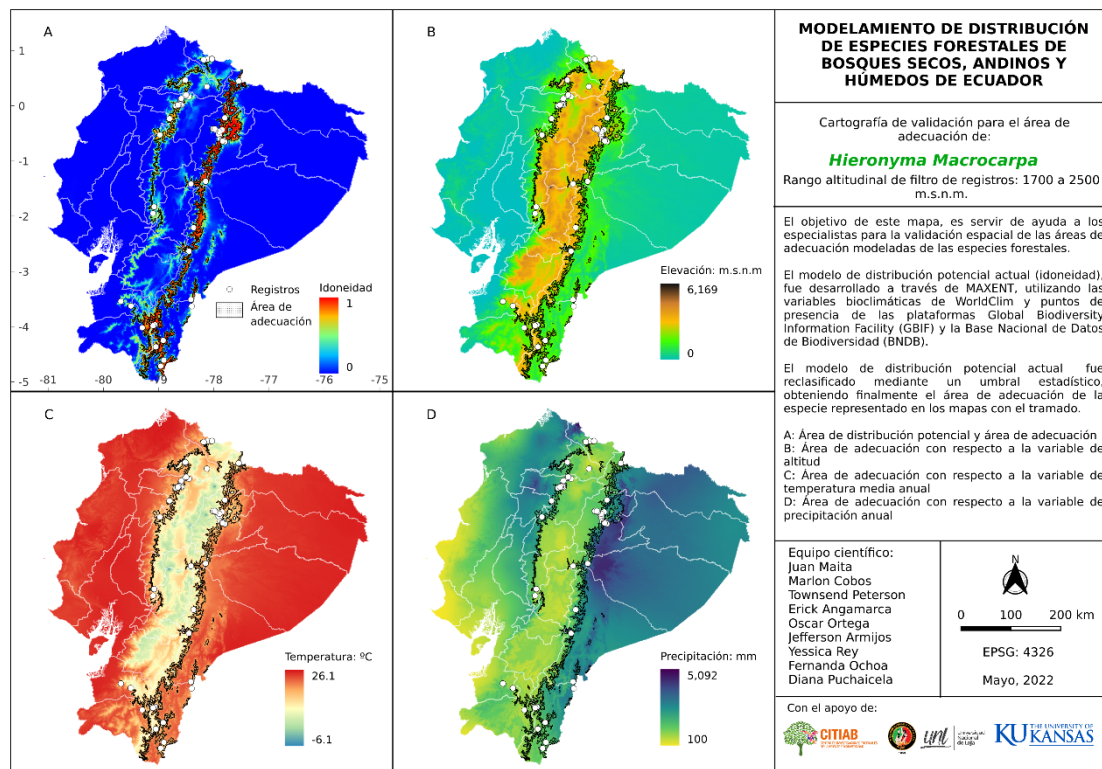 A
1
0
-1
-2
-3
-4
-5
-81
-80
-79
-78
-77
-76
-75
Registros
Área de
adecuación
Idoneidad
1
0
B
Elevación: m.s.n.m
6,169
0
C
Temperatura: ºC
26.1
-6.1
D
Precipitación: mm
5,092
100
MODELAMIENTO DE DISTRIBUCIÓN
DE ESPECIES FORESTALES DE
BOSQUES SECOS, ANDINOS Y
HÚMEDOS DE ECUADOR
Cartografía de validación para el área de
adecuación de:
Hieronyma Macrocarpa
Rango altitudinal de filtro de registros: 1700 a 2500
m.s.n.m.
El objetivo de este mapa, es servir de ayuda a los
especialistas para la validación espacial de las áreas de
adecuación modeladas de las especies forestales.
El modelo de distribución potencial actual (idoneidad),
fue desarrollado a través de MAXENT, utilizando las
variables bioclimáticas de WorldClim y puntos de
presencia de las plataformas Global Biodiversity
Information Facility (GBIF) y la Base Nacional de Datos
de Biodiversidad (BNDB).
El modelo de distribución potencial actual fue
reclasificado mediante un umbral estadístico,
obteniendo finalmente el área de adecuación de la
especie representado en los mapas con el tramado.
A: Área de distribución potencial y área de adecuación
B: Área de adecuación con respecto a la variable de
altitud
C: Área de adecuación con respecto a la variable de
temperatura media anual
D: Área de adecuación con respecto a la variable de
precipitación anual
Equipo científico:
Juan Maita
Marlon Cobos
Townsend Peterson
Erick Angamarca
Oscar Ortega
Jefferson Armijos
Yessica Rey
Fernanda Ochoa
Diana Puchaicela
N
0 100 200 km
EPSG: 4326
Mayo, 2022
Con el apoyo de:
CITIAB
unl
Universidad
Nacional
de Loja
KU THE UNIVERSITY OF
KANSAS